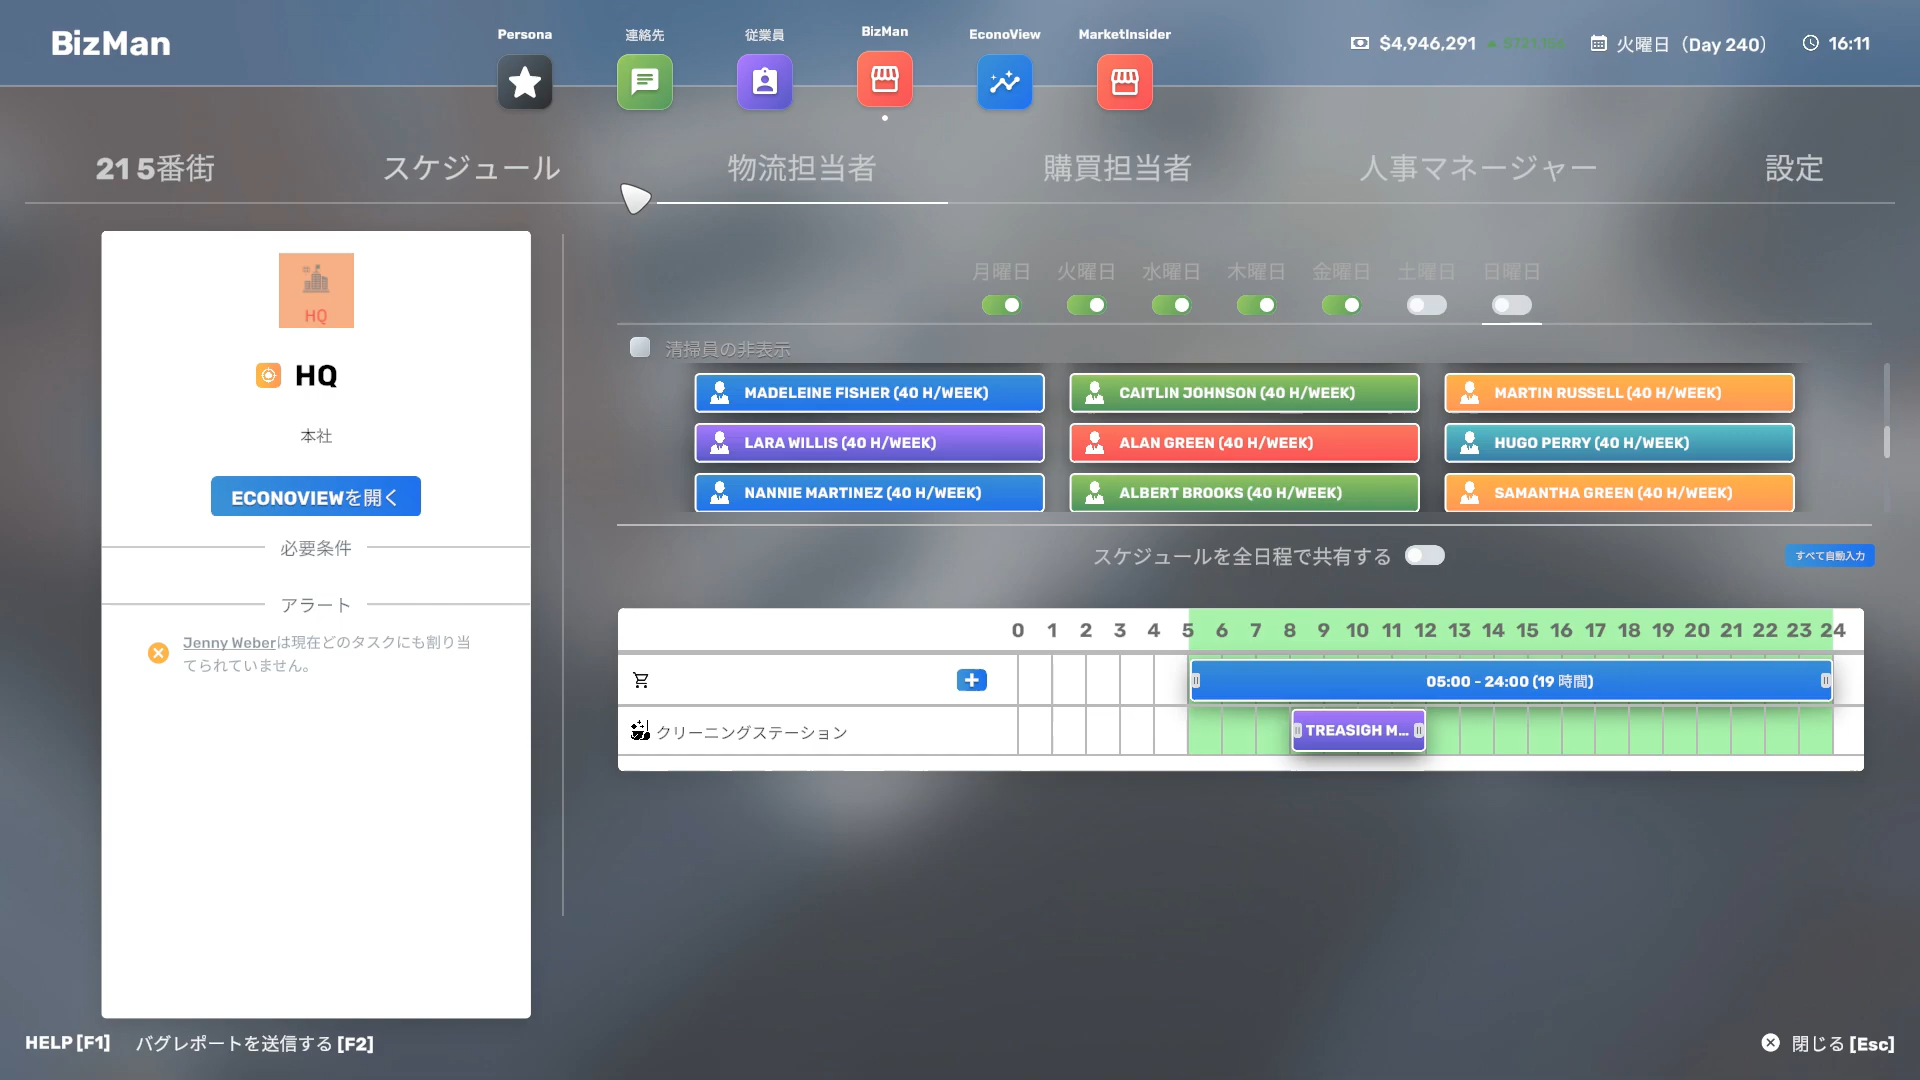 BizMan
Persona
連絡先
従業員
BizMan
EconoView
MarketInsider
$4,946,291
火曜日（Day 240）
16:11
21 5番街
スケジュール
物流担当者
購買担当者
人事マネージャー
設定
HQ
HQ
本社
ECONOVIEWを開く
必要条件
アラート
Jenny Weberは現在どのタスクにも割り当
てられていません。
月曜日
火曜日
水曜日
木曜日
金曜日
土曜日
日曜日
清掃員の非表示
MADELEINE FISHER (40 H/WEEK)
CAITLIN JOHNSON (40 H/WEEK)
MARTIN RUSSELL (40 H/WEEK)
LARA WILLIS (40 H/WEEK)
ALAN GREEN (40 H/WEEK)
HUGO PERRY (40 H/WEEK)
NANNIE MARTINEZ (40 H/WEEK)
ALBERT BROOKS (40 H/WEEK)
SAMANTHA GREEN (40 H/WEEK)
スケジュールを全日程で共有する
すべて自動入力
0 1 2 3 4 5 6 7 8 9 10 11 12 13 14 15 16 17 18 19 20 21 22 23 24
05:00 - 24:00 (19 時間)
クリーニングステーション
TREASIGH M...
HELP [F1]
バグレポートを送信する [F2]
閉じる [Esc]